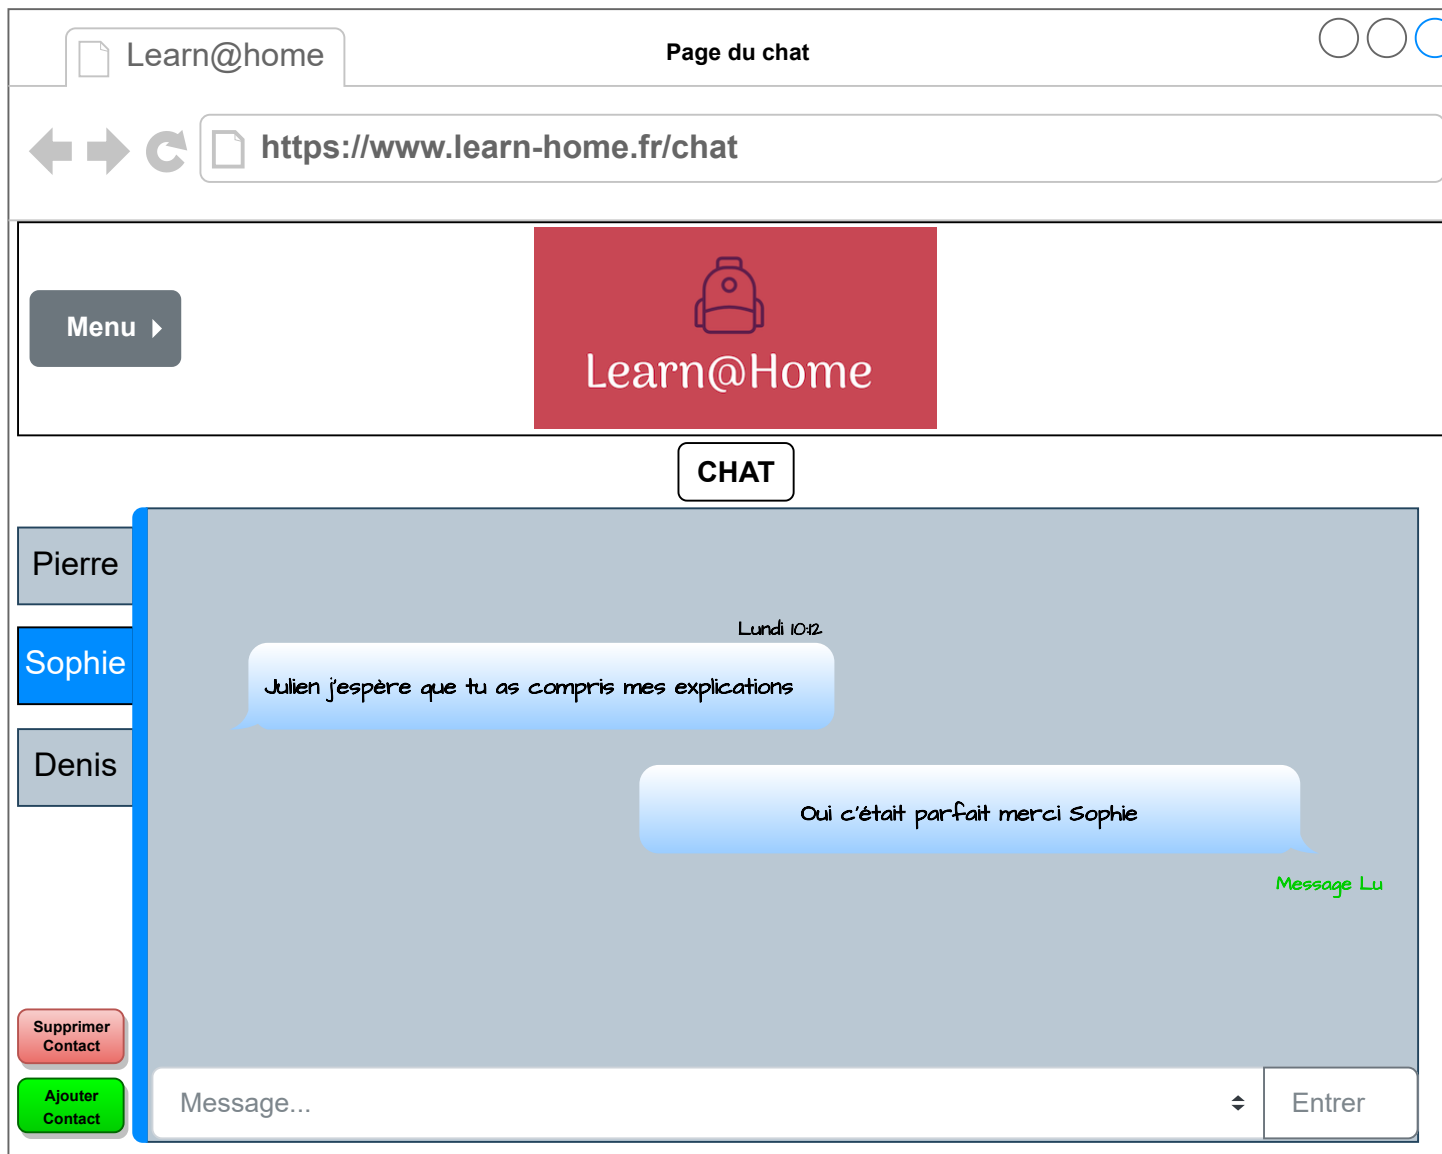 Learn@home
Page du chat
https://www.learn-home.fr/chat
Menu
Learn@Home
CHAT
Pierre
Sophie
Denis
Lundi 10:12
Julien j'espère que tu as compris mes explications
Oui c'était parfait merci Sophie
Message Lu
Supprimer
Contact
Ajouter
Contact
Message...
Entrer